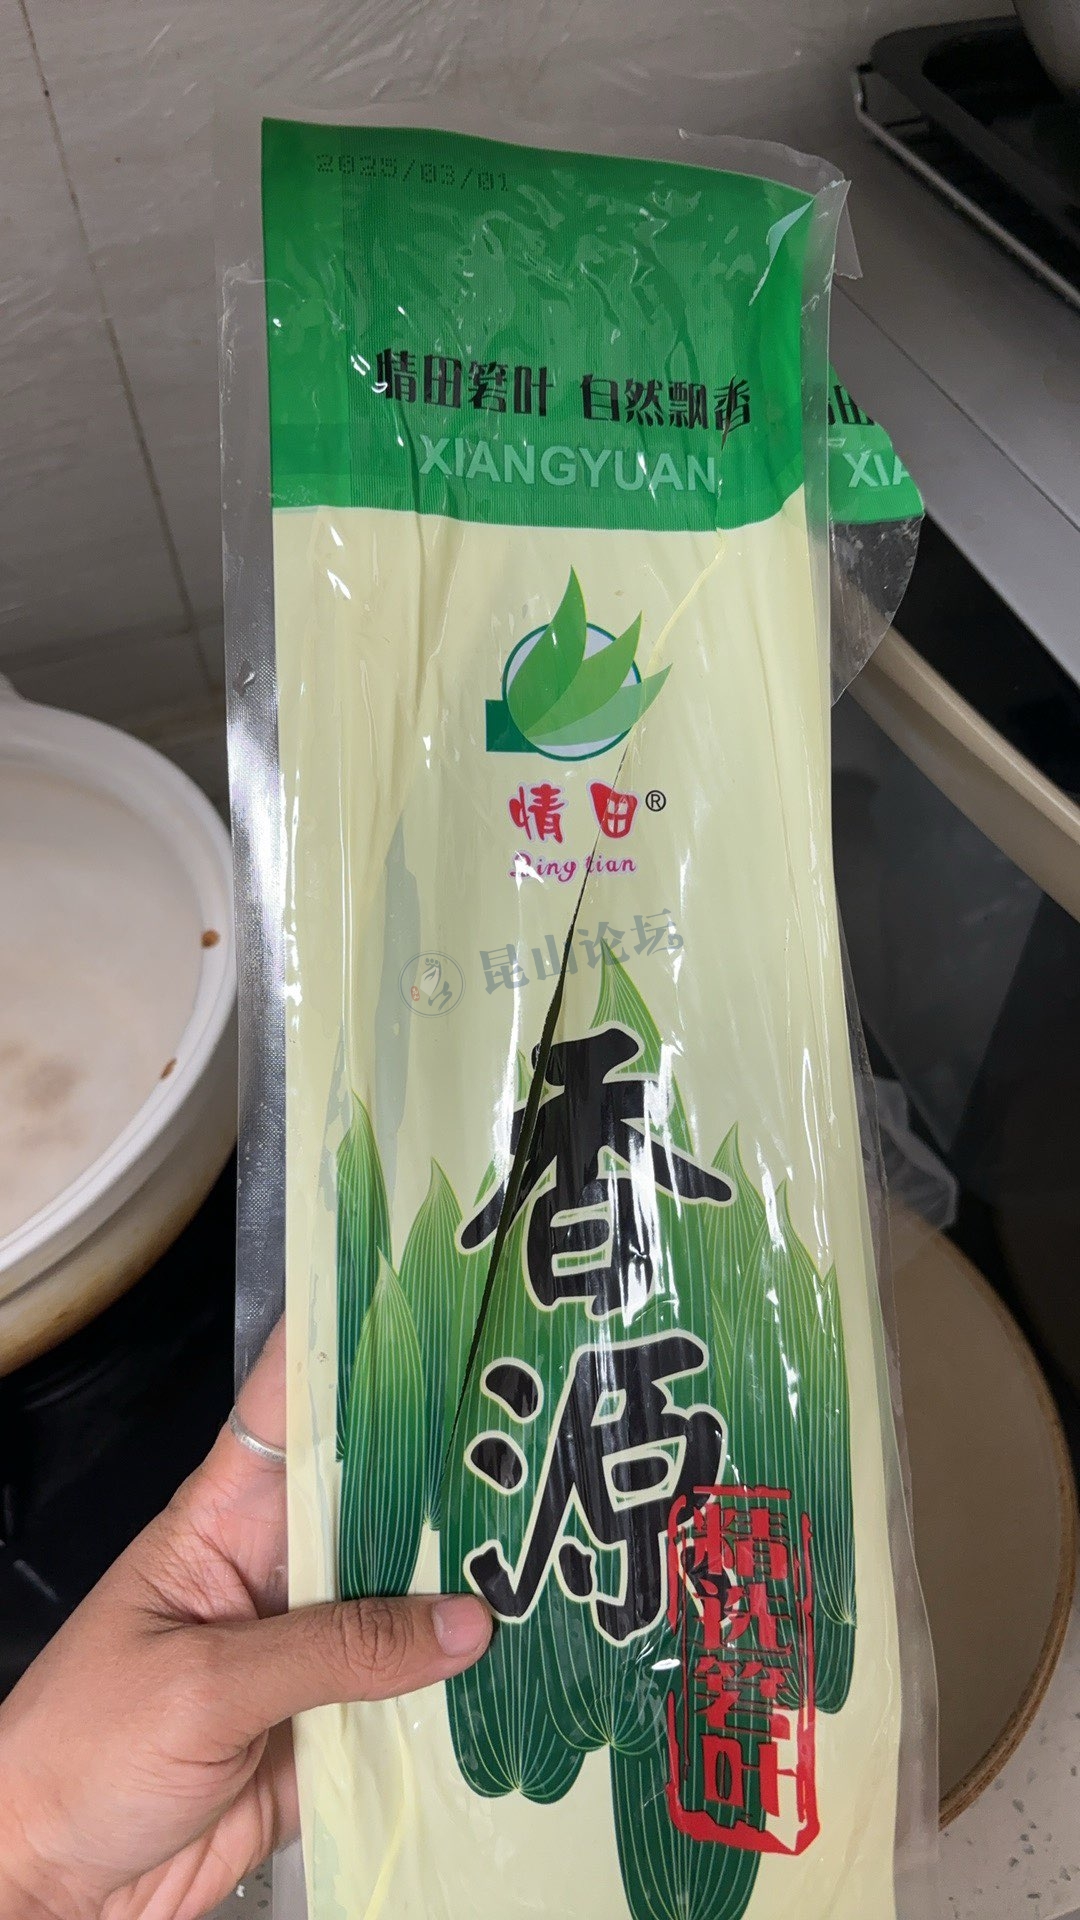 2025/03/01
情田箬叶 自然飘香
XIANGYUAN
XIA
情田®
Qing tian
昆山论坛
香源
精选箬叶